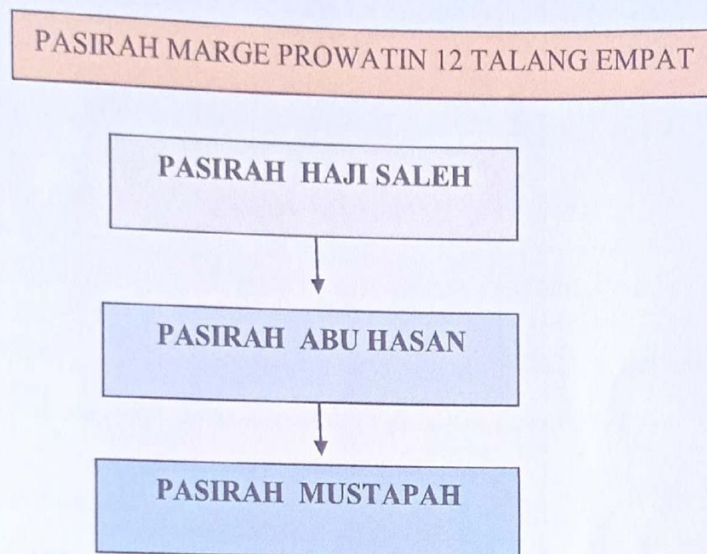 PASIRAH MARGE PROWATIN 12 TALANG EMPAT
PASIRAH HAJI SALEH
PASIRAH ABU HASAN
PASIRAH MUSTAPAH